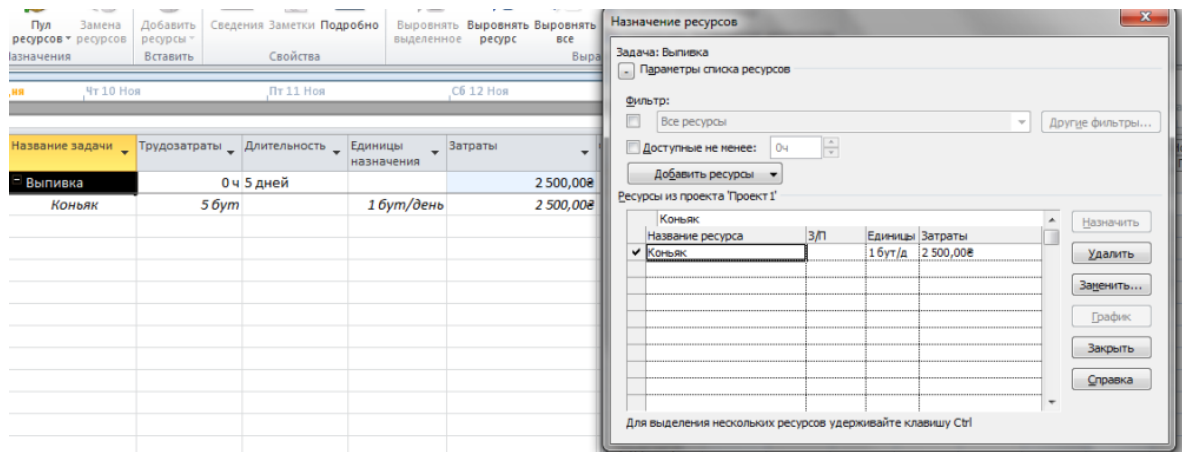 Пул ресурсов
Замена ресурсов
Добавить ресурсы
Сведения Заметки Подробно
Выровнять выделенное
Выровнять ресурс
Выровнять все
Вставить
Свойства
Чт 10 Ноя
Пт 11 Ноя
Сб 12 Ноя
Название задачи
Трудозатраты
Длительность
Единицы назначения
Затраты
Выпивка 0 ч 5 дней 2 500,00₴
Коньяк 5 бут 1 бут/день 2 500,00₴
Назначение ресурсов
Задача: Выпивка
Параметры списка ресурсов
Фильтр:
Все ресурсы
Другие фильтры...
Доступные не менее: 0ч
Добавить ресурсы
Ресурсы из проекта 'Проект1'
Коньяк
Название ресурса З/П Единицы Затраты
Коньяк 1 бут/д 2 500,00₴
Назначить
Удалить
Заменить...
График
Закрыть
Справка
Для выделения нескольких ресурсов удерживайте клавишу Ctrl